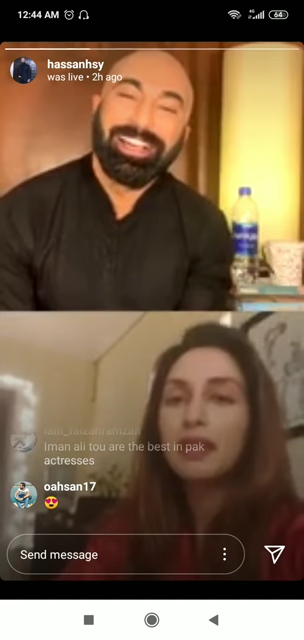 12:44 AM
4G
64
hassanhsy
was live • 2h ago
Iman ali tou are the best in pak
actresses
oahsan17
😍
Send message